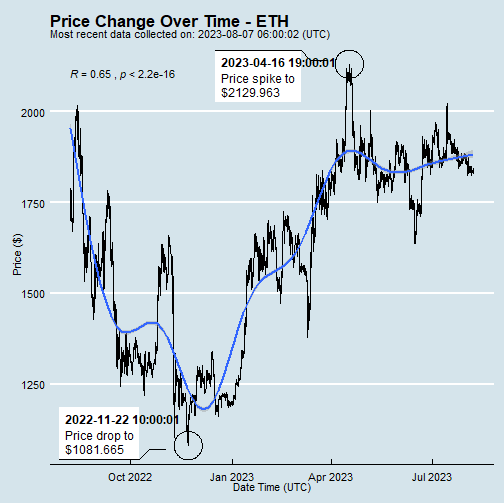 Price Change Over Time - ETH
Most recent data collected on: 2023-08-07 06:00:02 (UTC)
R = 0.65 , p < 2.2e-16
2023-04-16 19:00:01
Price spike to
$2129.963
2000
1750
1500
1250
Price ($)
2022-11-22 10:00:01
Price drop to
$1081.665
Oct 2022
Jan 2023
Apr 2023
Jul 2023
Date Time (UTC)